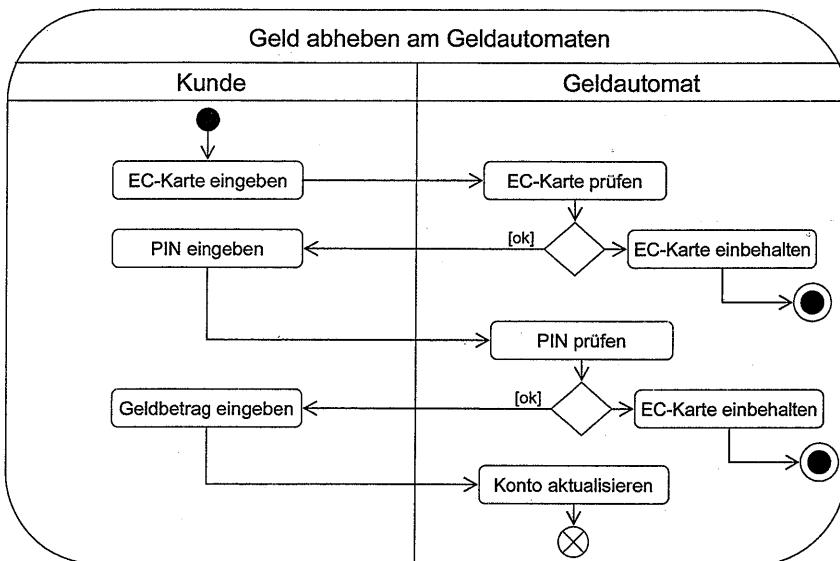 Geld abheben am Geldautomaten
Kunde
Geldautomat
EC-Karte eingeben
EC-Karte prüfen
PIN eingeben
[ok]
EC-Karte einbehalten
PIN prüfen
Geldbetrag eingeben
[ok]
EC-Karte einbehalten
Konto aktualisieren